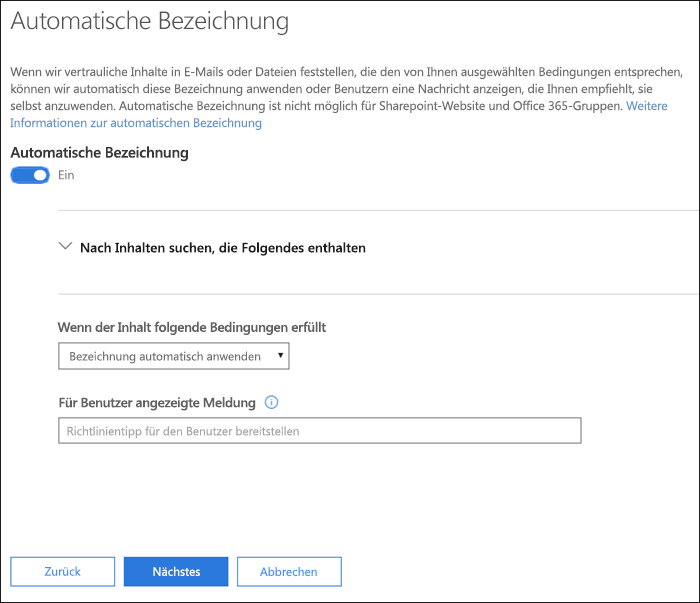 Automatische Bezeichnung
Wenn wir vertrauliche Inhalte in E-Mails oder Dateien feststellen, die den von Ihnen ausgewählten Bedingungen entsprechen,
können wir automatisch diese Bezeichnung anwenden oder Benutzern eine Nachricht anzeigen, die Ihnen empfiehlt, sie
selbst anzuwenden. Automatische Bezeichnung ist nicht möglich für Sharepoint-Website und Office 365-Gruppen. Weitere
Informationen zur automatischen Bezeichnung
Automatische Bezeichnung
Ein
Nach Inhalten suchen, die Folgendes enthalten
Wenn der Inhalt folgende Bedingungen erfüllt
Bezeichnung automatisch anwenden
Für Benutzer angezeigte Meldung
Richtlinientipp für den Benutzer bereitstellen
Zurück Nächstes Abbrechen